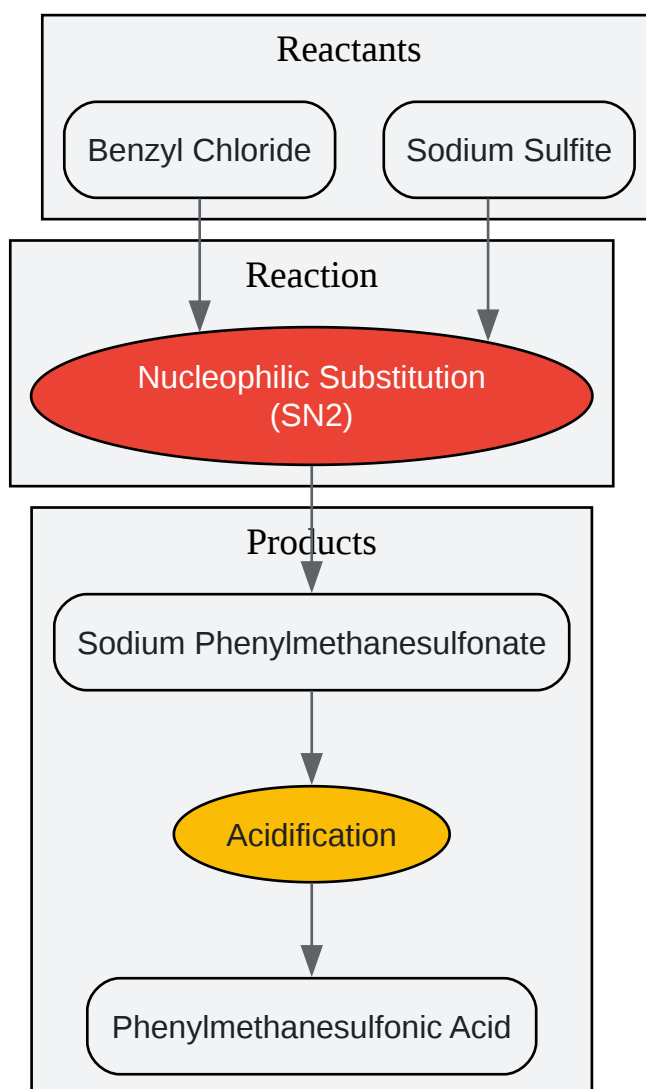 Reactants
Benzyl Chloride
Sodium Sulfite
Reaction
Nucleophilic Substitution
(SN2)
Products
Sodium Phenylmethanesulfonate
Acidification
Phenylmethanesulfonic Acid